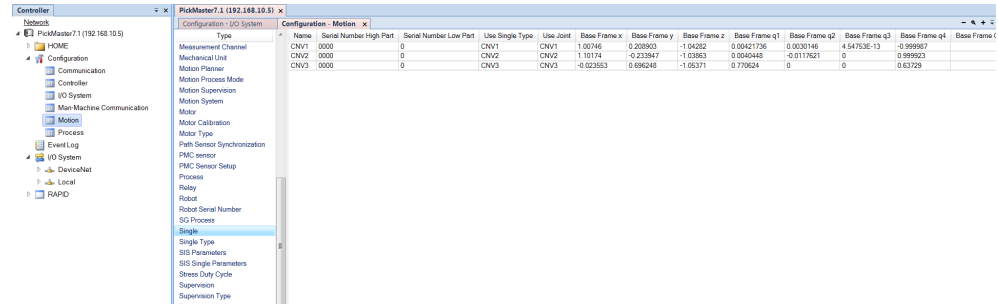 Controller
PickMaster7.1 (192.168.10.5) x
Network
PickMaster7.1 (192.168.10.5)
HOME
Configuration
Communication
Controller
I/O System
Man-Machine Communication
Motion
Process
Event Log
I/O System
DeviceNet
Local
RAPID
Configuration - I/O System
Configuration - Motion x
Type
Measurement Channel
Mechanical Unit
Motion Planner
Motion Process Mode
Motion Supervision
Motion System
Motor
Motor Calibration
Motor Type
Path Sensor Synchronization
PMC sensor
PMC Sensor Setup
Process
Relay
Robot
Robot Serial Number
SG Process
Single
Single Type
SIS Parameters
SIS Single Parameters
Stress Duty Cycle
Supervision
Supervision Type
Name Serial Number High Part Serial Number Low Part Use Single Type Use Joint Base Frame x Base Frame y Base Frame z Base Frame q1 Base Frame q2 Base Frame q3 Base Frame q4 Base Frame
CNV1 0000 0 CNV1 CNV1 1.00746 0.208903 -1.04282 0.00421736 0.0030146 4.54753E-13 -0.999987
CNV2 0000 0 CNV2 CNV2 1.10174 -0.233947 -1.03863 0.0040448 -0.0117621 0 0.999923
CNV3 0000 0 CNV3 CNV3 -0.023553 0.696248 -1.05371 0.770624 0 0 0.63729